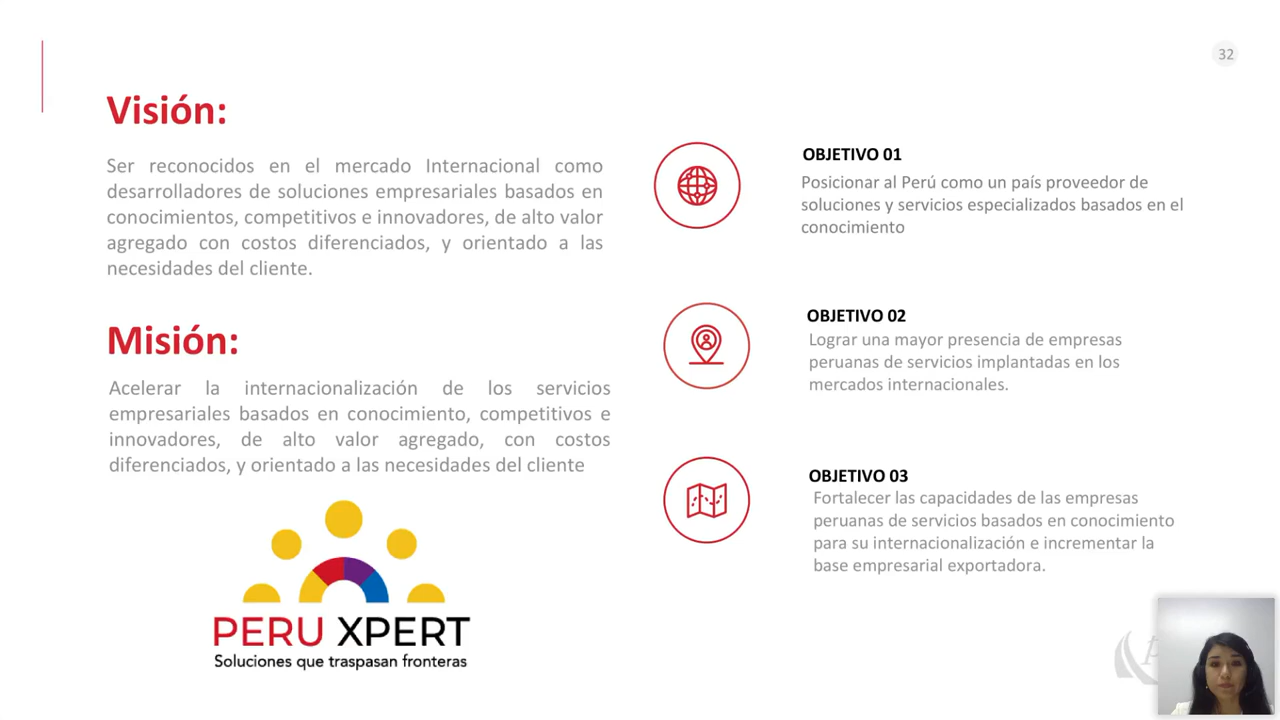 32
Visión:
Ser reconocidos en el mercado Internacional como
desarrolladores de soluciones empresariales basados en
conocimientos, competitivos e innovadores, de alto valor
agregado con costos diferenciados, y orientado a las
necesidades del cliente.
Misión:
Acelerar la internacionalización de los servicios
empresariales basados en conocimiento, competitivos e
innovadores, de alto valor agregado, con costos
diferenciados, y orientado a las necesidades del cliente
PERU XPERT
Soluciones que traspasan fronteras
OBJETIVO 01
Posicionar al Perú como un país proveedor de
soluciones y servicios especializados basados en el
conocimiento
OBJETIVO 02
Lograr una mayor presencia de empresas
peruanas de servicios implantadas en los
mercados internacionales.
OBJETIVO 03
Fortalecer las capacidades de las empresas
peruanas de servicios basados en conocimiento
para su internacionalización e incrementar la
base empresarial exportadora.